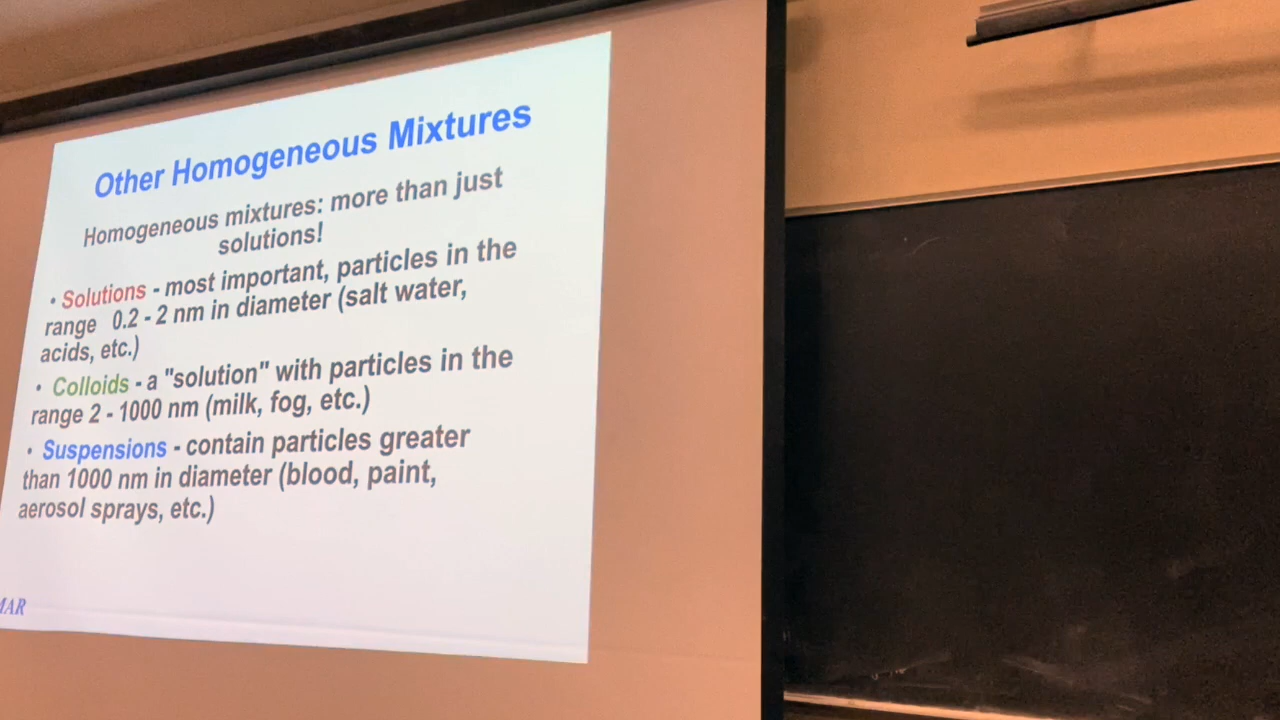 Other Homogeneous Mixtures
Homogeneous mixtures: more than just
solutions!
• Solutions - most important, particles in the
range 0.2 - 2 nm in diameter (salt water,
acids, etc.)
• Colloids - a "solution" with particles in the
range 2 - 1000 nm (milk, fog, etc.)
• Suspensions - contain particles greater
than 1000 nm in diameter (blood, paint,
aerosol sprays, etc.)
MAR